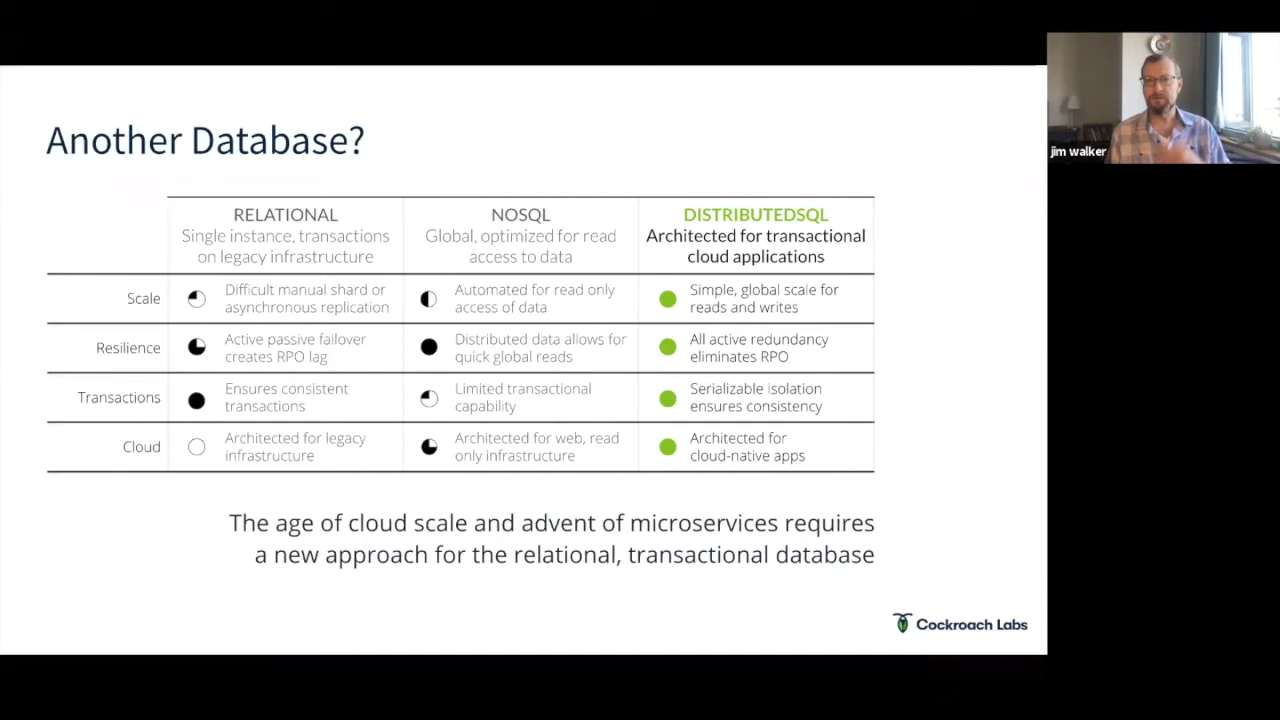 Another Database?
jim walker
RELATIONAL
Single instance, transactions
on legacy infrastructure
NOSQL
Global, optimized for read
access to data
DISTRIBUTEDSQL
Architected for transactional
cloud applications
Scale
Difficult manual shard or
asynchronous replication
Automated for read only
access of data
Simple, global scale for
reads and writes
Resilience
Active passive failover
creates RPO lag
Distributed data allows for
quick global reads
All active redundancy
eliminates RPO
Transactions
Ensures consistent
transactions
Limited transactional
capability
Serializable isolation
ensures consistency
Cloud
Architected for legacy
infrastructure
Architected for web, read
only infrastructure
Architected for
cloud-native apps
The age of cloud scale and advent of microservices requires
a new approach for the relational, transactional database
Cockroach Labs